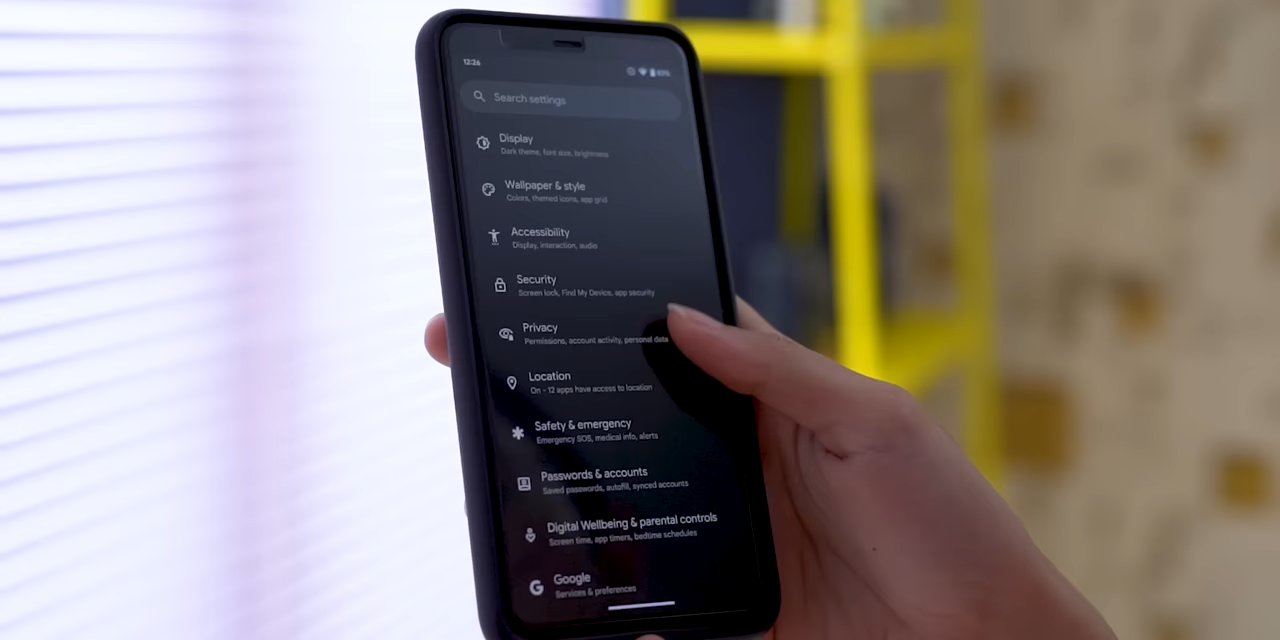 12:26
Search settings
Display
Dark theme, font size, brightness
Wallpaper & style
Colors, themed icons, app grid
Accessibility
Display, interaction, audio
Security
Screen lock, Find My Device, app security
Privacy
Permissions, account activity, personal data
Location
On - 12 apps have access to location
Safety & emergency
Emergency SOS, medical info, alerts
Passwords & accounts
Saved passwords, autofill, synced accounts
Digital Wellbeing & parental controls
Screen time, app timers, bedtime schedules
Google
Services & preferences